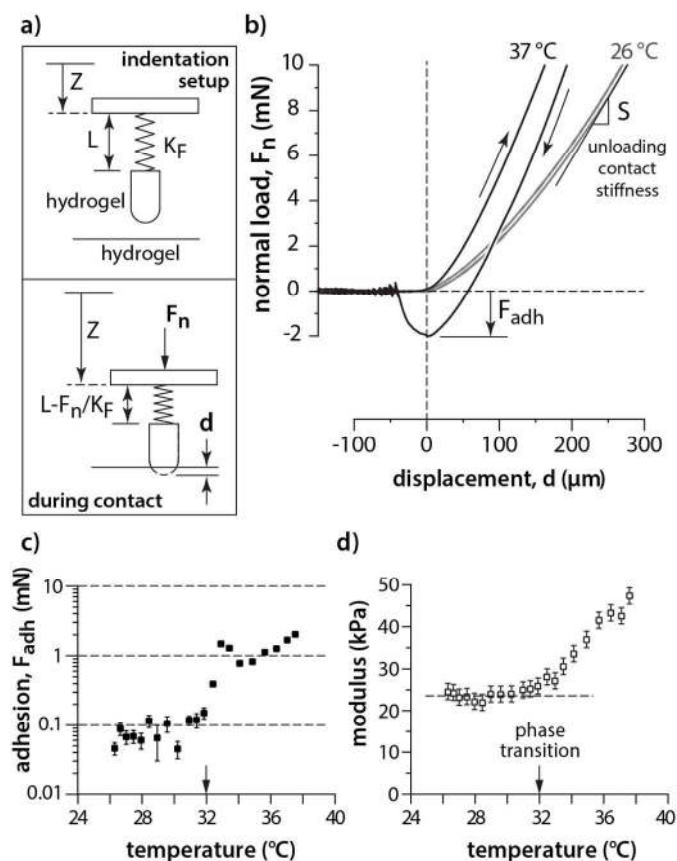 a)
indentation
setup
Z
L
K_F
hydrogel
hydrogel
Z
F_n
L-F_n/K_F
d
during contact
b)
37 °C
26 °C
10
8
6
4
2
0
-2
normal load, F_n (mN)
S
unloading
contact
stiffness
F_adh
-100
0
100
200
300
displacement, d (μm)
c)
adhesion, F_adh (mN)
10
1
0.1
0.01
24
28
32
36
40
temperature (°C)
d)
modulus (kPa)
50
40
30
20
10
0
phase
transition
24
28
32
36
40
temperature (°C)